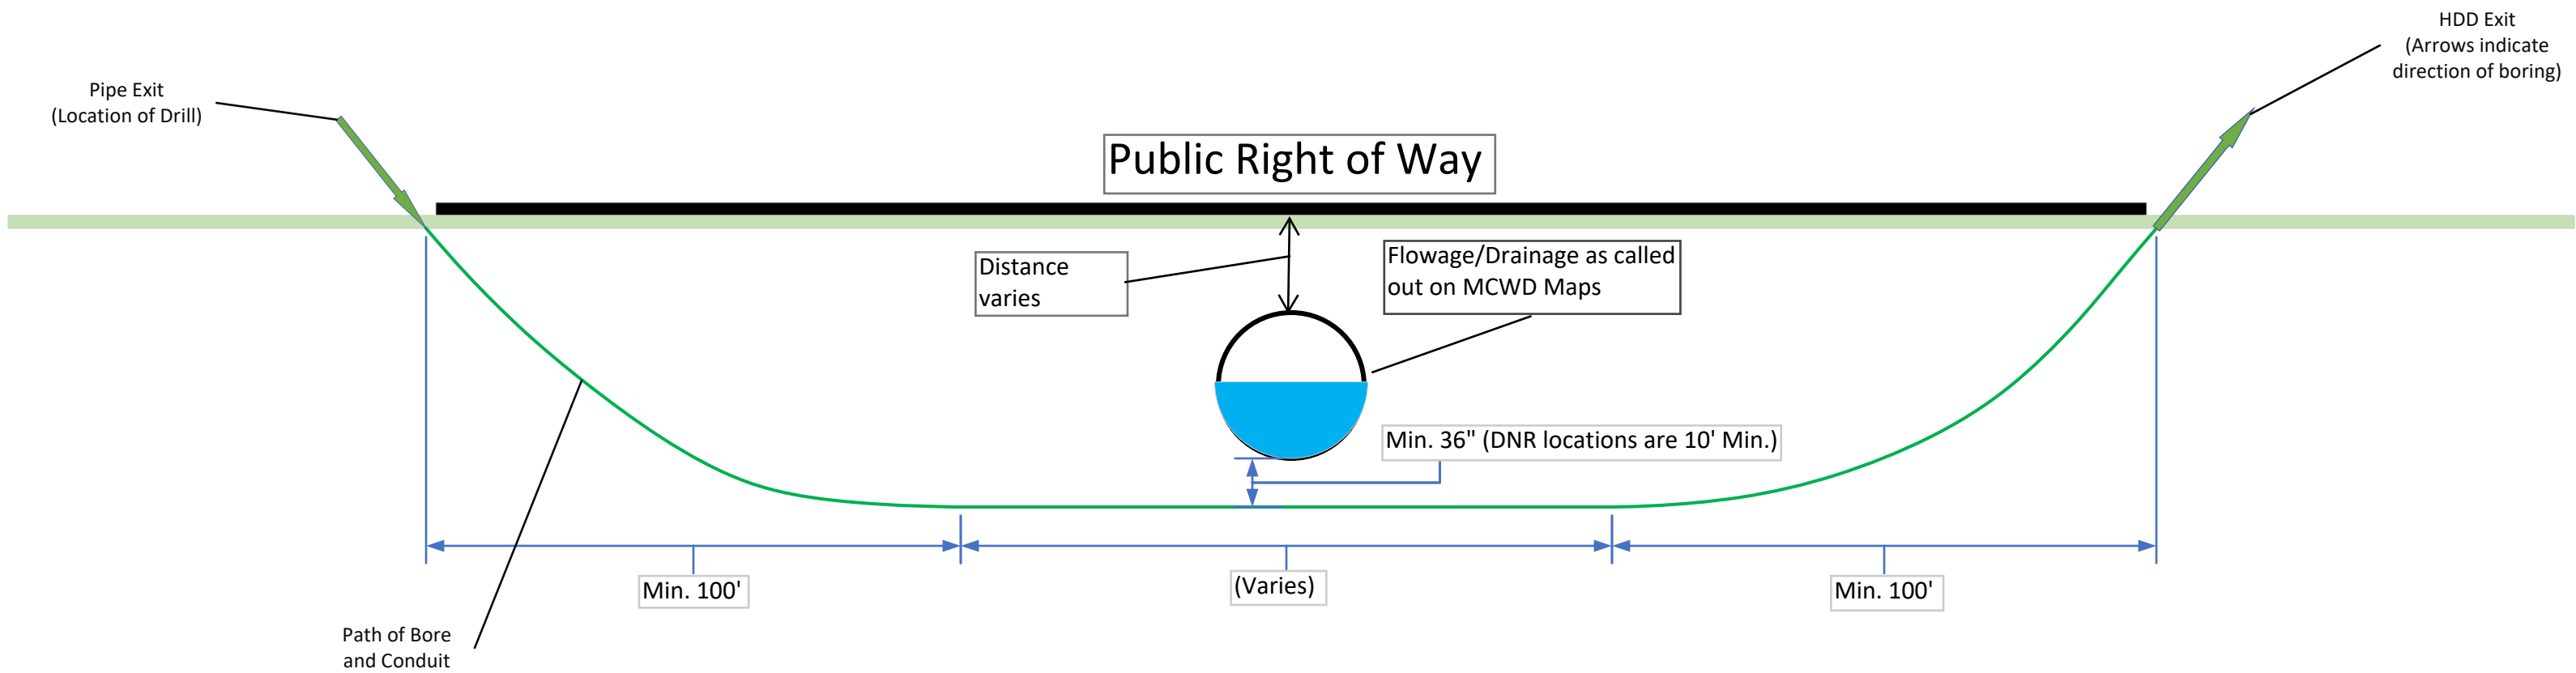 HDD Exit
(Arrows indicate
direction of boring)
Pipe Exit
(Location of Drill)
Public Right of Way
Distance
varies
Flowage/Drainage as called
out on MCWD Maps
Min. 36" (DNR locations are 10' Min.)
Min. 100'
(Varies)
Min. 100'
Path of Bore
and Conduit